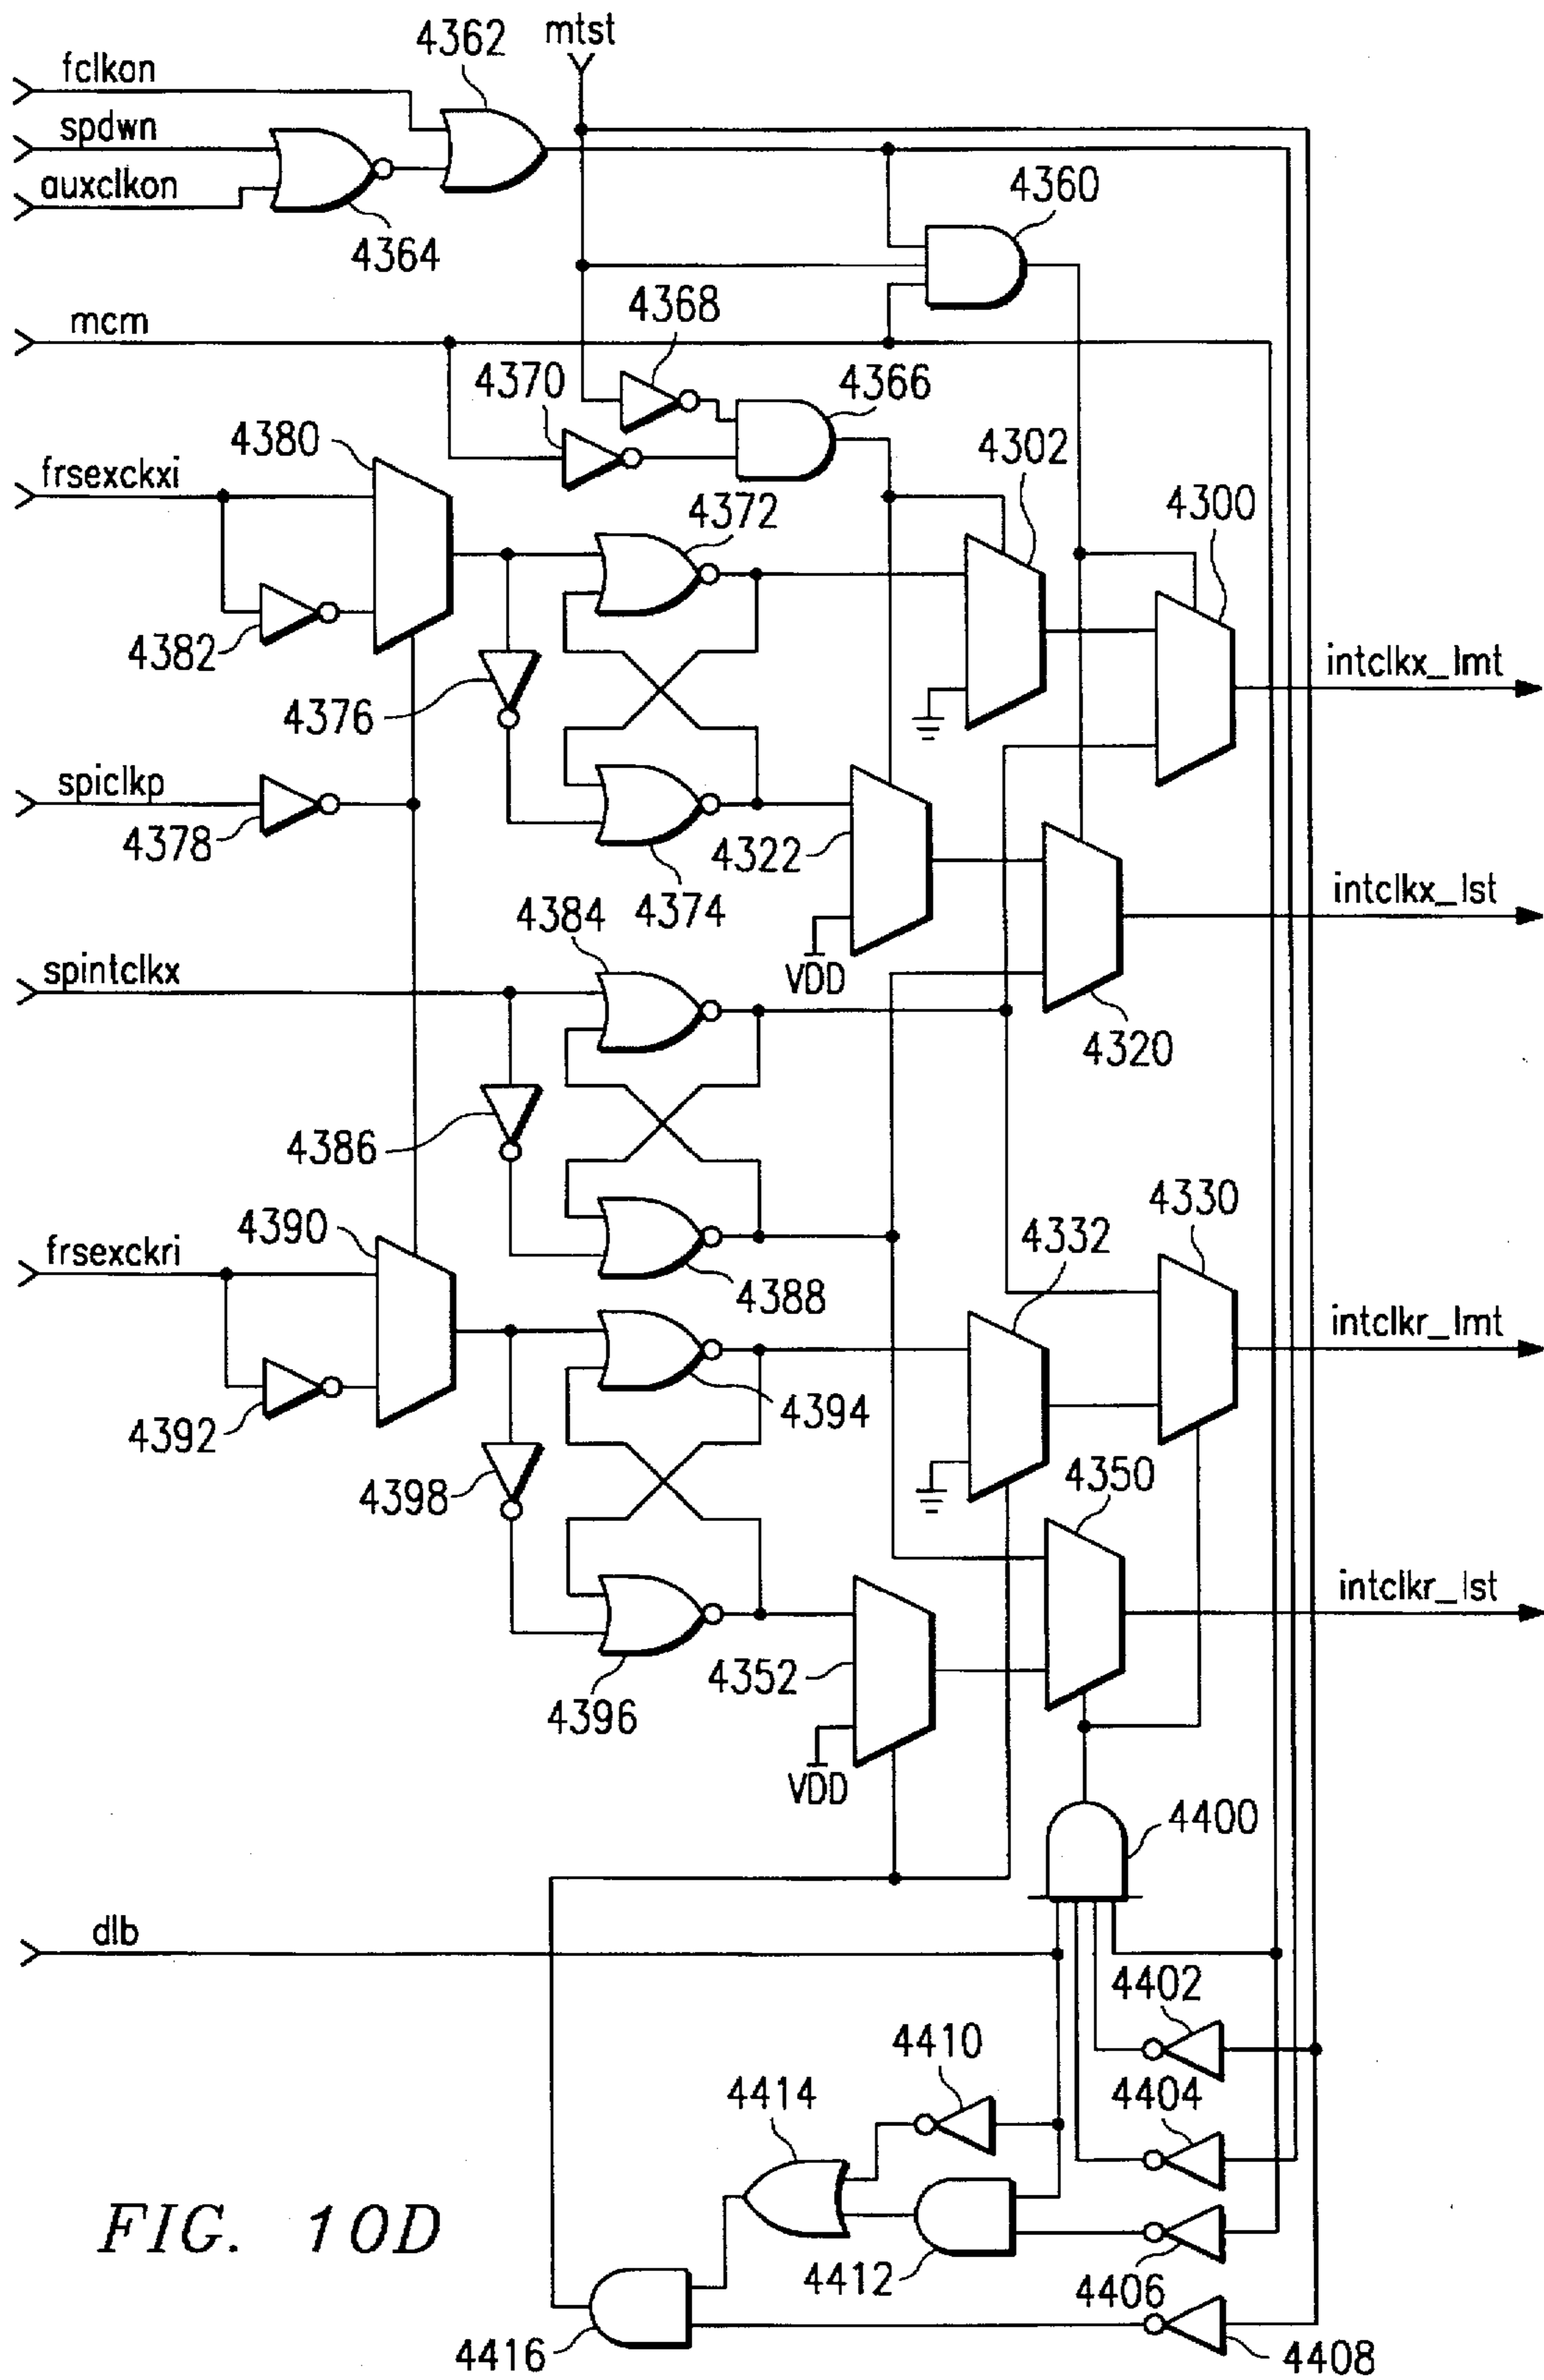 4362
mtst
fclkon
spdwn
auxclkon
4364
4360
mcm
4368
4370
4366
4380
4302
frsexckxi
4372
4300
4382
4376
intclkx_lmt
spiclkp
4378
4322
4374
4384
intclkx_lst
spintclkx
VDD
4320
4386
4390
4332
4330
frsexckri
4388
intclkr_lmt
4392
4394
4398
4350
intclkr_lst
4352
4396
VDD
4400
dlb
4402
4410
4404
4414
FIG. 10D
4412
4406
4416
4408